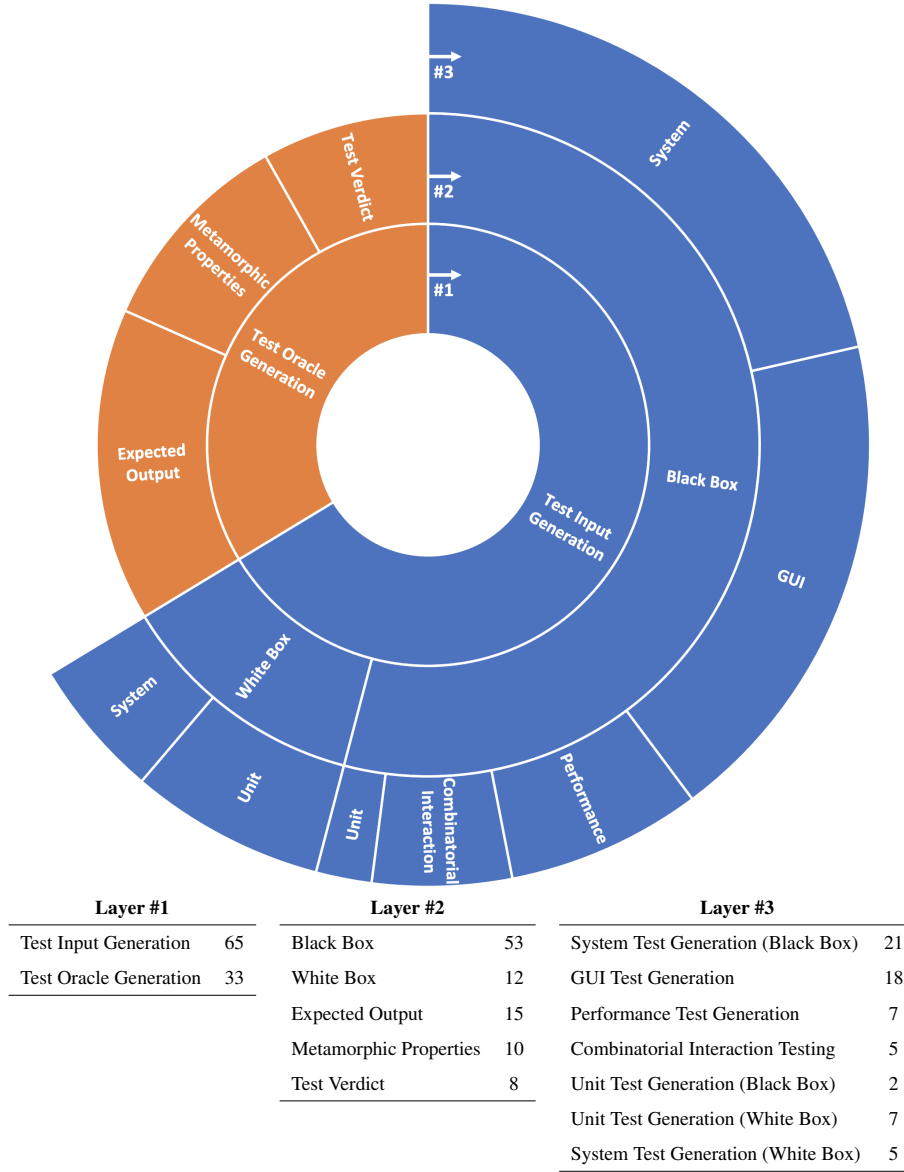 #3
System
#2
Test Verdict
Metamorphic
Properties
#1
Test Oracle
Generation
Expected
Output
Black Box
Test Input
Generation
GUI
White Box
System
Unit
Unit
Combinatorial
Interaction
Performance
Layer #1
Test Input Generation 65
Test Oracle Generation 33
Layer #2
Black Box 53
White Box 12
Expected Output 15
Metamorphic Properties 10
Test Verdict 8
Layer #3
System Test Generation (Black Box) 21
GUI Test Generation 18
Performance Test Generation 7
Combinatorial Interaction Testing 5
Unit Test Generation (Black Box) 2
Unit Test Generation (White Box) 7
System Test Generation (White Box) 5